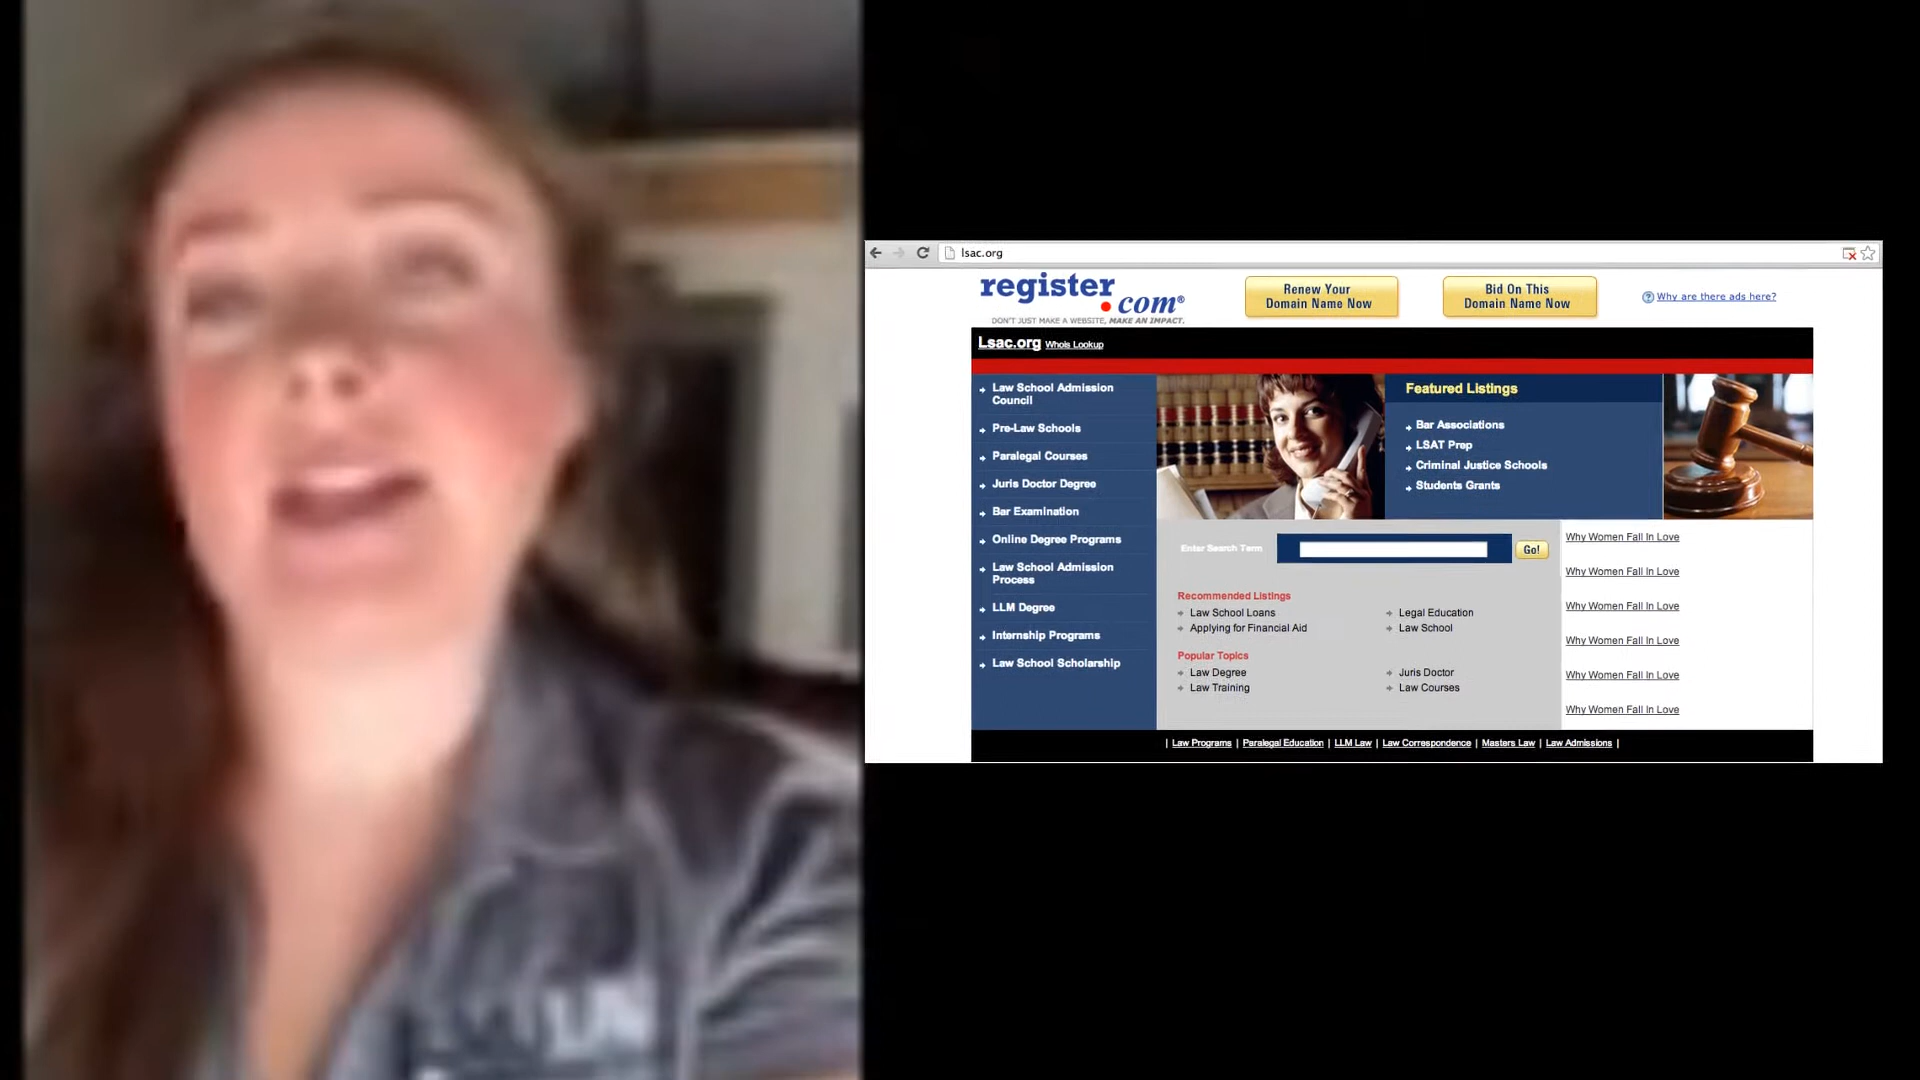 lsac.org
register.com®
DON'T JUST MAKE A WEBSITE, MAKE AN IMPACT.
Renew Your
Domain Name Now
Bid On This
Domain Name Now
Why are there ads here?
Lsac.org Whois Lookup
Law School Admission
Council
Pre-Law Schools
Paralegal Courses
Juris Doctor Degree
Bar Examination
Online Degree Programs
Law School Admission
Process
LLM Degree
Internship Programs
Law School Scholarship
Featured Listings
Bar Associations
LSAT Prep
Criminal Justice Schools
Students Grants
Enter Search Term
Go!
Recommended Listings
Law School Loans
Legal Education
Applying for Financial Aid
Law School
Popular Topics
Law Degree
Juris Doctor
Law Training
Law Courses
Why Women Fall In Love
Why Women Fall In Love
Why Women Fall In Love
Why Women Fall In Love
Why Women Fall In Love
Why Women Fall In Love
| Law Programs | Paralegal Education | LLM Law | Law Correspondence | Masters Law | Law Admissions |